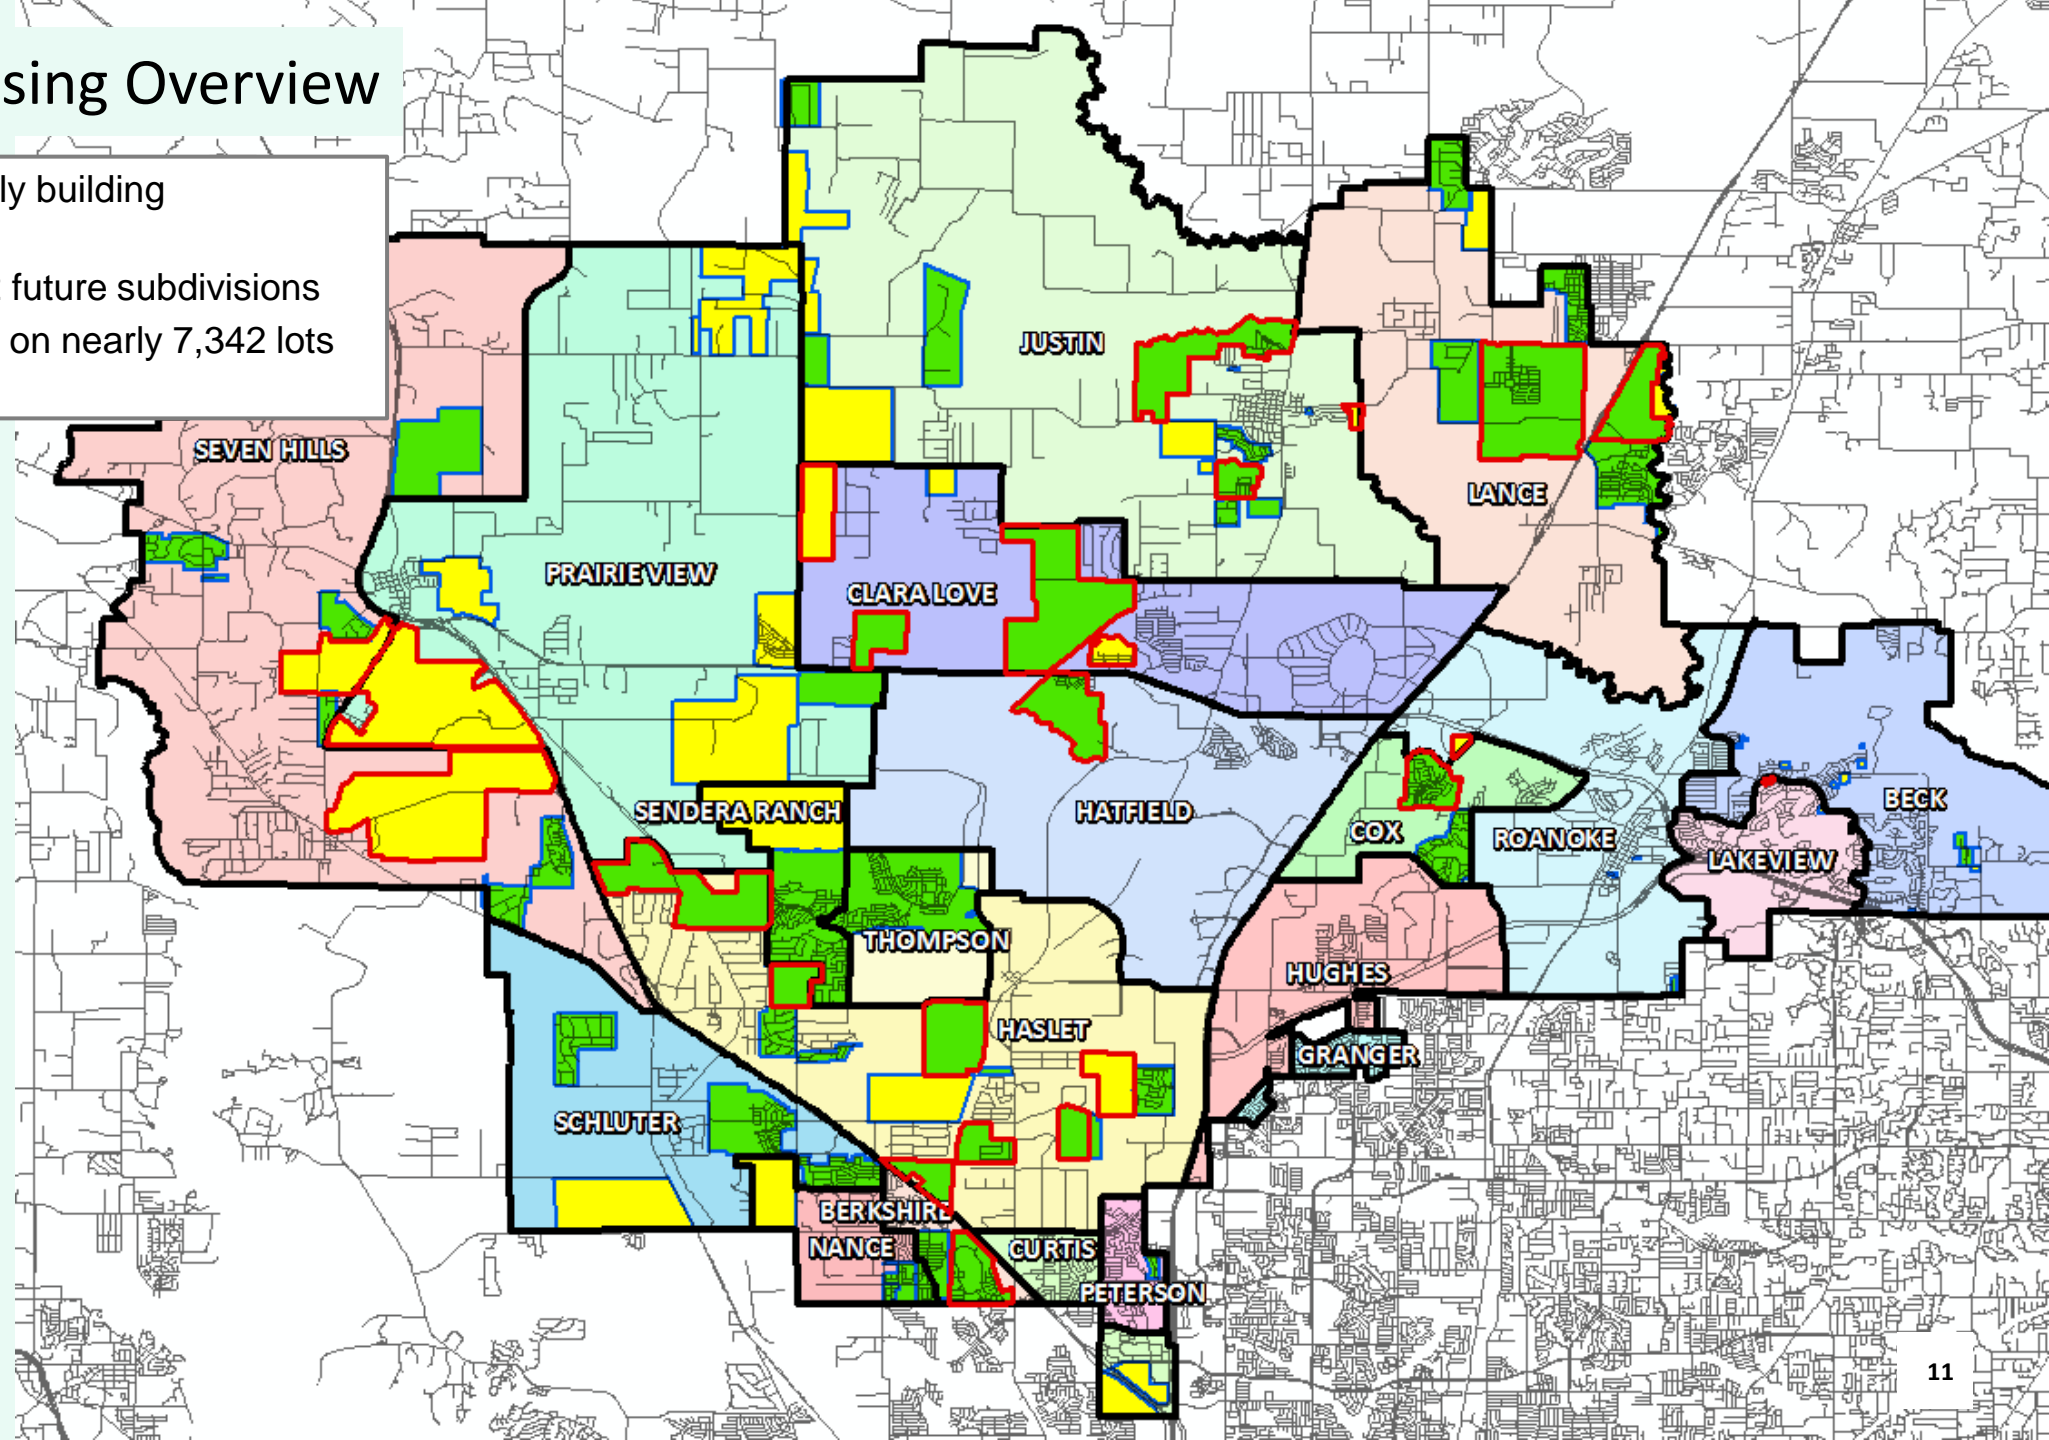 sing Overview
ly building
future subdivisions
on nearly 7,342 lots
JUSTIN
SEVEN HILLS
LANCE
PRAIRIE VIEW
CLARA LOVE
SENDERA RANCH
HATFIELD
COX
ROANOKE
BECK
LAKEVIEW
THOMPSON
HUGHES
HASLET
GRANGER
SCHLUTER
BERKSHIRE
NANCE
CURTIS
PETERSON
11